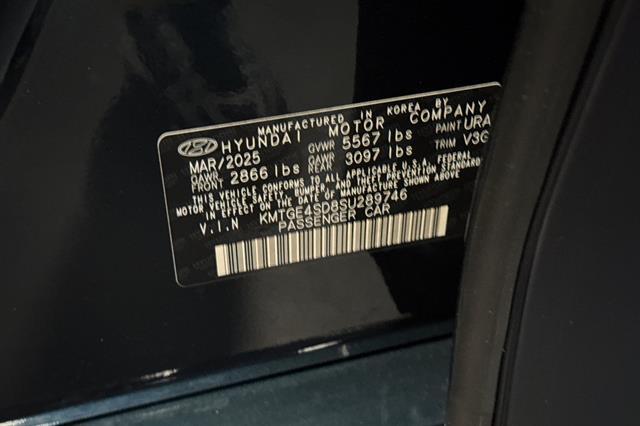 MANUFACTURED IN KOREA BY
HYUNDAI MOTOR COMPANY
MAR/2025 GVWR 5567 lbs PAINT URA
GAWR FRONT 2866 lbs GAWR REAR 3097 lbs TRIM V3G
THIS VEHICLE CONFORMS TO ALL APPLICABLE U.S.A. FEDERAL
MOTOR VEHICLE SAFETY, BUMPER, AND THEFT PREVENTION
STANDARDS IN EFFECT ON THE DATE OF MANUFACTURE SHOWN ABOVE
V.I.N KMTGE4SD8SU289746
PASSENGER CAR